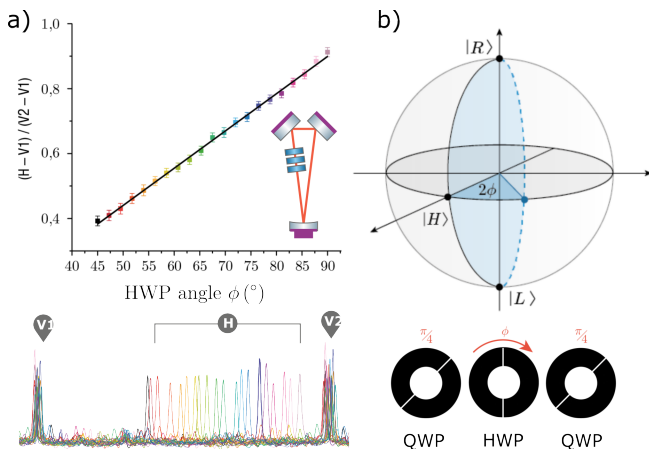 a)
(H – V1) / (V2 – V1)
1,0
0,8
0,6
0,4
40 45 50 55 60 65 70 75 80 85 90
HWP angle ϕ (°)
V1
H
V2
b)
|R⟩
2ϕ
|H⟩
|L⟩
π/4
ϕ
π/4
QWP
HWP
QWP